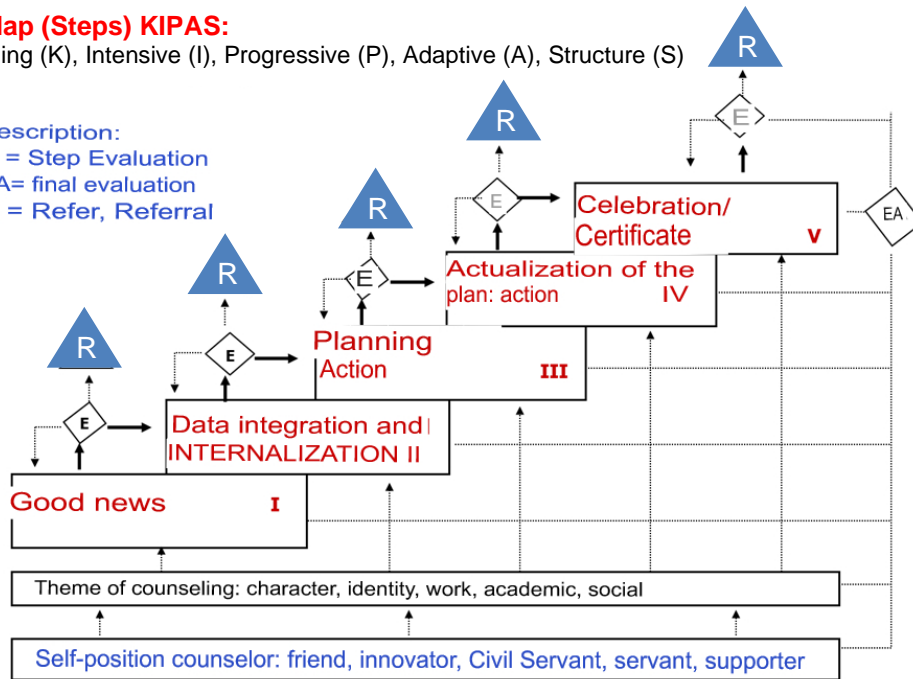 Map (Steps) KIPAS:
ing (K), Intensive (I), Progressive (P), Adaptive (A), Structure (S)
escription:
= Step Evaluation
A= final evaluation
= Refer, Referral
R
R
R
R
R
E
E
E
E
E
EA
Celebration/
Certificate V
Actualization of the
plan: action IV
Planning
Action III
Data integration and
INTERNALIZATION II
Good news I
Theme of counseling: character, identity, work, academic, social
Self-position counselor: friend, innovator, Civil Servant, servant, supporter